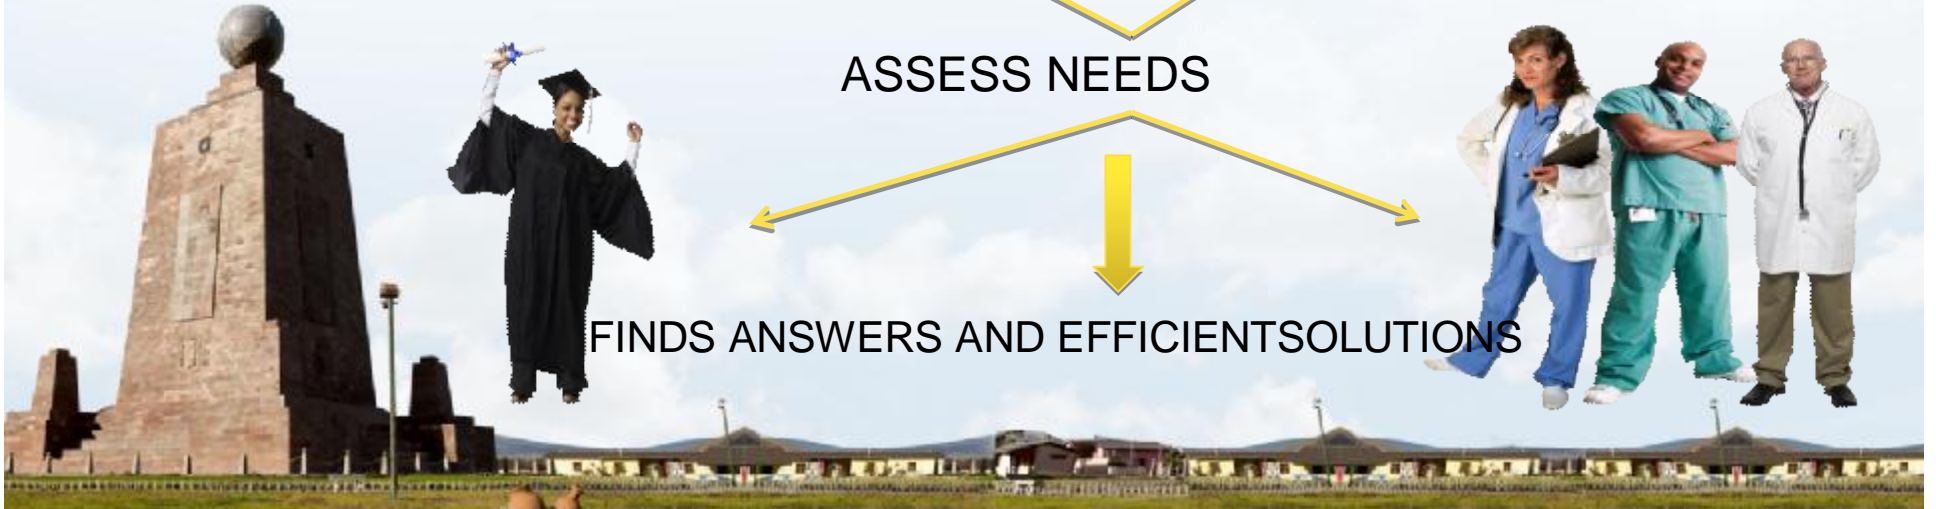 ASSESS NEEDS
FINDS ANSWERS AND EFFICIENTSOLUTIONS